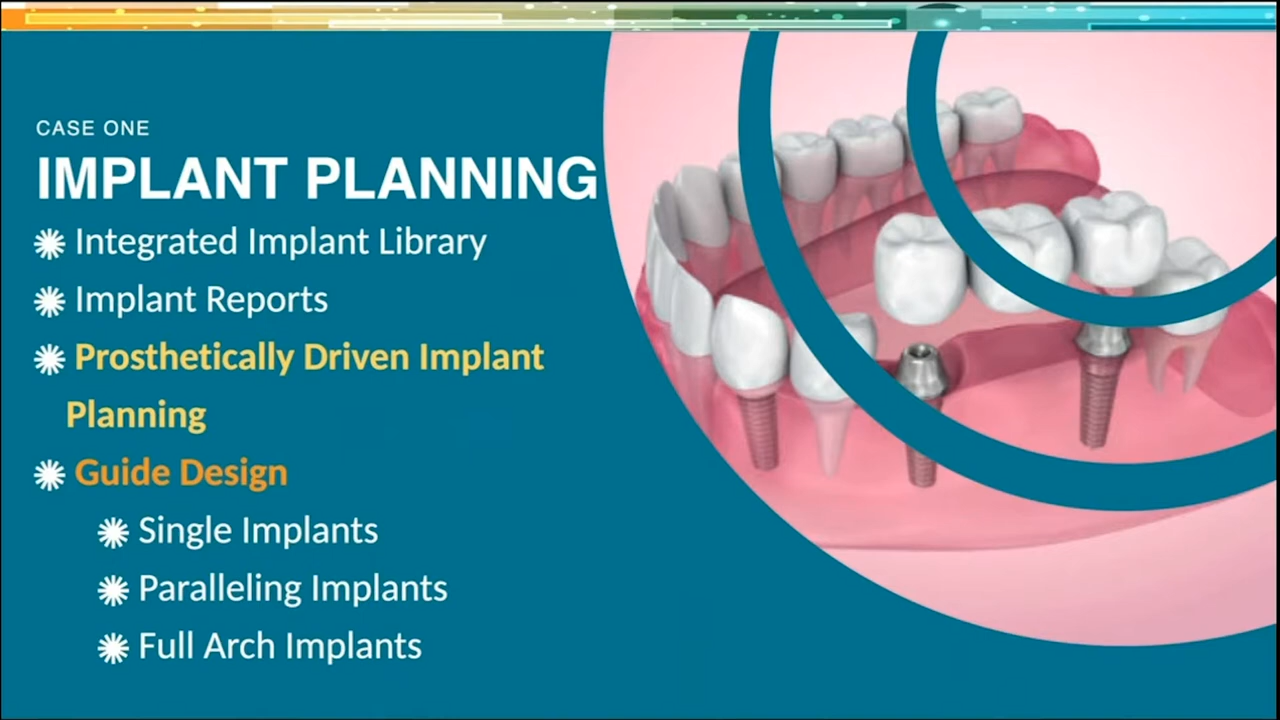 CASE ONE
IMPLANT PLANNING
Integrated Implant Library
Implant Reports
Prosthetically Driven Implant
Planning
Guide Design
Single Implants
Paralleling Implants
Full Arch Implants